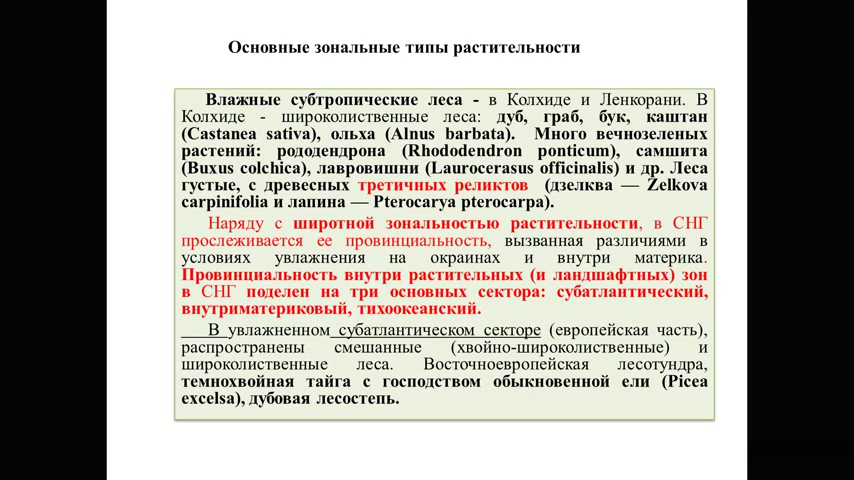 Основные зональные типы растительности
Влажные субтропические леса - в Колхиде и Ленкорани. В
Колхиде - широколиственные леса: дуб, граб, бук, каштан
(Castanea sativa), ольха (Alnus barbata). Много вечнозеленых
растений: рододендрона (Rhododendron ponticum), самшита
(Buxus colchica), лавровишни (Laurocerasus officinalis) и др. Леса
густые, с древесных третичных реликтов (дзелква — Zelkova
carpinifolia и лапина — Pterocarya pterocarpa).
Наряду с широтной зональностью растительности, в СНГ
прослеживается ее провинциальность, вызванная различиями в
условиях увлажнения на окраинах и внутри материка.
Провинциальность внутри растительных (и ландшафтных) зон
в СНГ поделен на три основных сектора: субатлантический,
внутриматериковый, тихоокеанский.
В увлажненном субатлантическом секторе (европейская часть),
распространены смешанные (хвойно-широколиственные) и
широколиственные леса. Восточноевропейская лесотундра,
темнохвойная тайга с господством обыкновенной ели (Picea
excelsa), дубовая лесостепь.